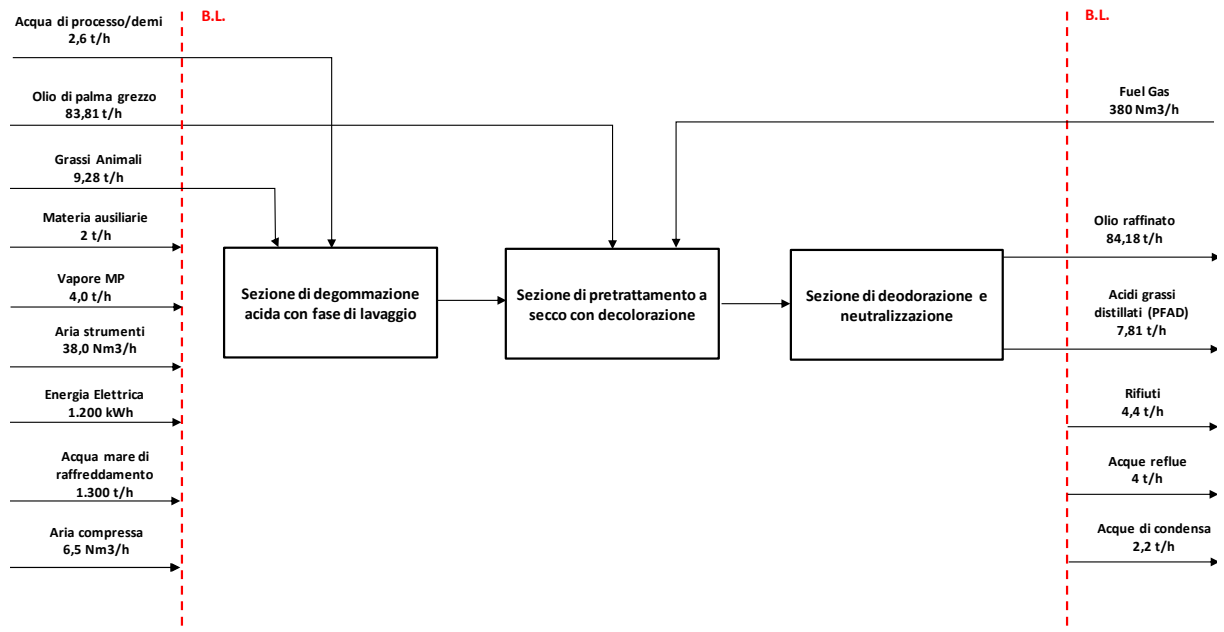 B.L.
B.L.
Acqua di processo/demi
2,6 t/h
Olio di palma grezzo
83,81 t/h
Grassi Animali
9,28 t/h
Materia ausiliarie
2 t/h
Vapore MP
4,0 t/h
Aria strumenti
38,0 Nm3/h
Energia Elettrica
1.200 kWh
Acqua mare di
raffreddamento
1.300 t/h
Aria compressa
6,5 Nm3/h
Sezione di degommazione
acida con fase di lavaggio
Sezione di pretrattamento a
secco con decolorazione
Sezione di deodorazione e
neutralizzazione
Fuel Gas
380 Nm3/h
Olio raffinato
84,18 t/h
Acidi grassi
distillati (PFAD)
7,81 t/h
Rifiuti
4,4 t/h
Acque reflue
4 t/h
Acque di condensa
2,2 t/h